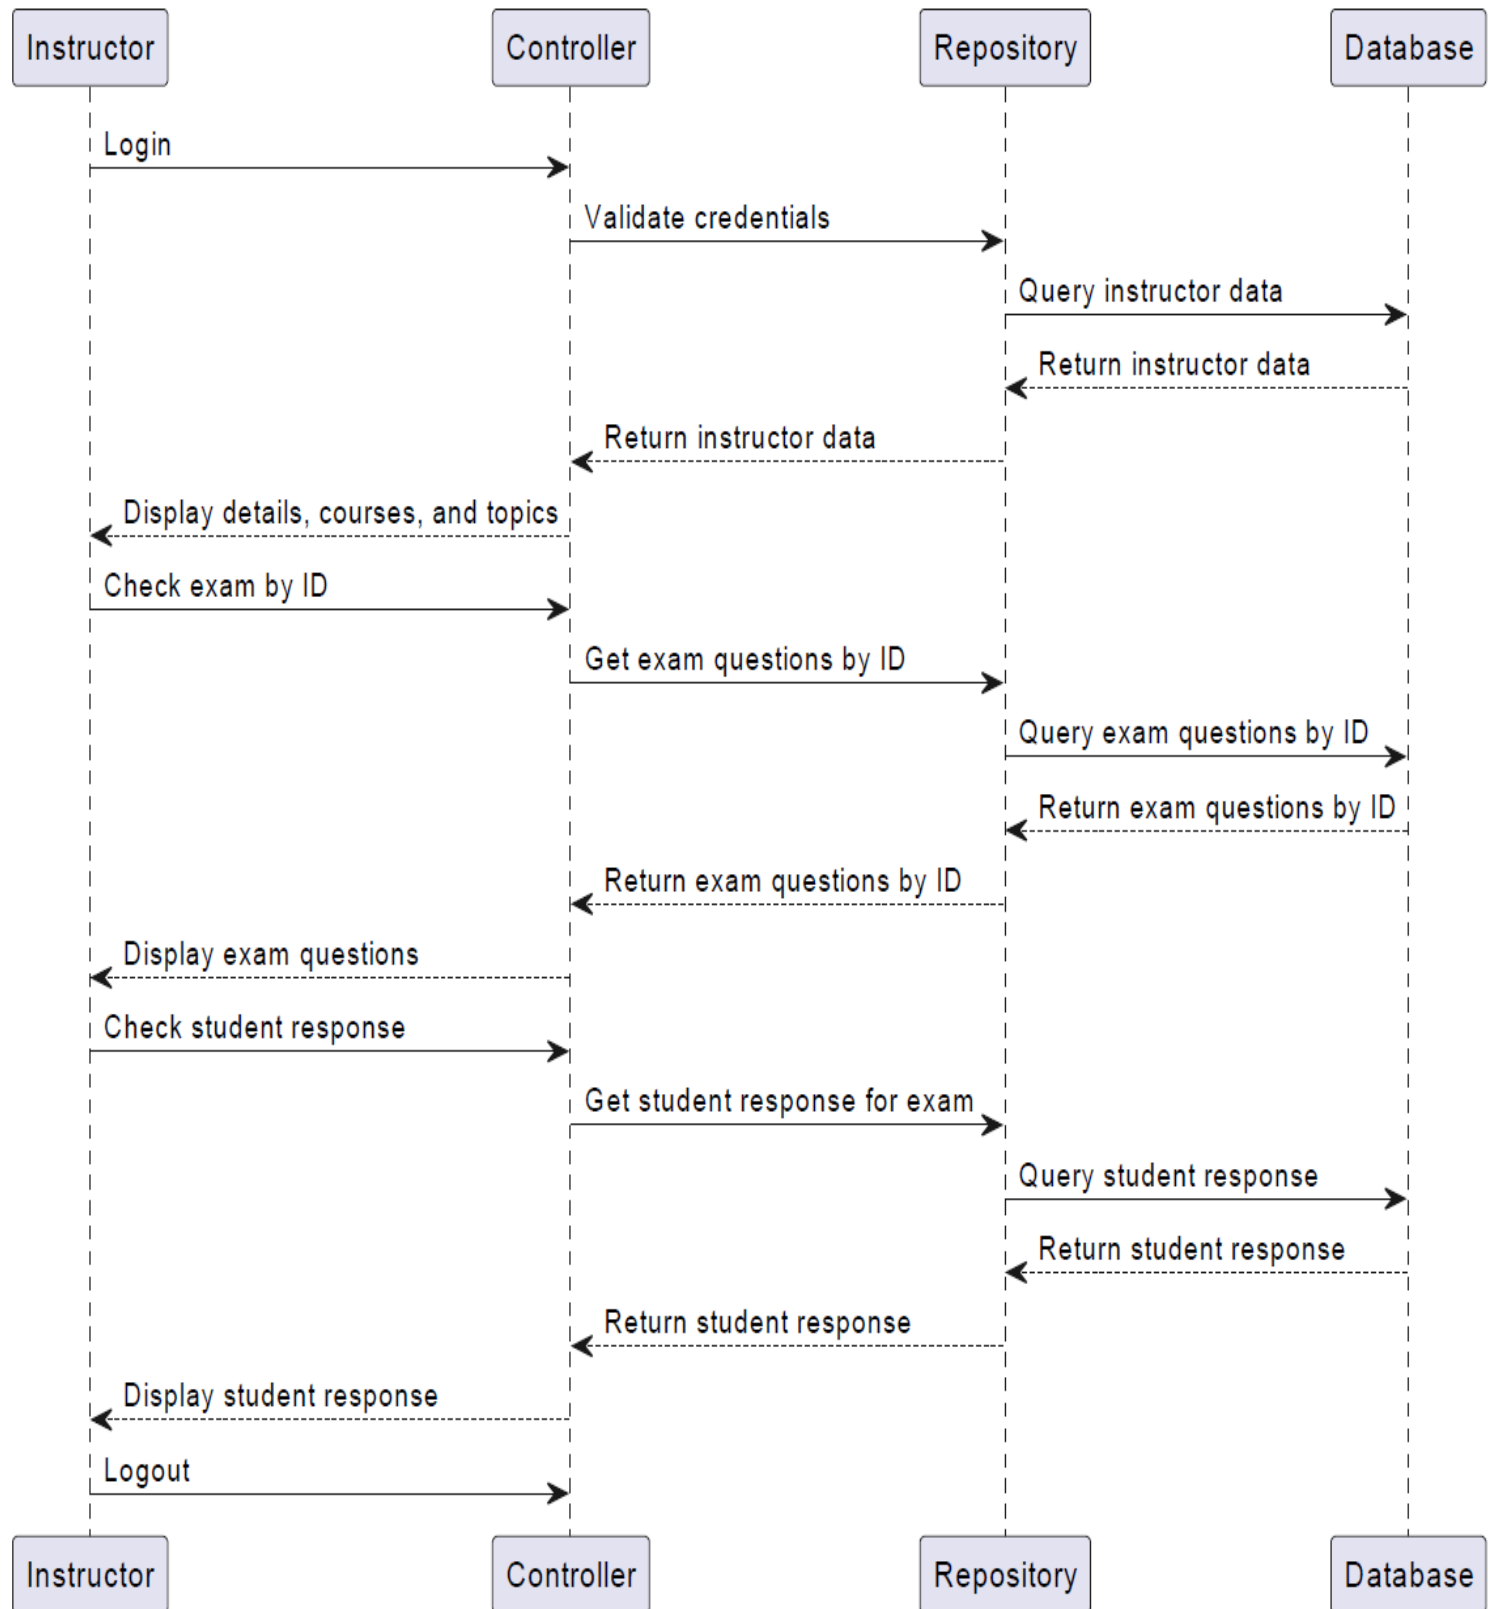 Instructor
Controller
Repository
Database
Login
Validate credentials
Query instructor data
Return instructor data
Return instructor data
Display details, courses, and topics
Check exam by ID
Get exam questions by ID
Query exam questions by ID
Return exam questions by ID
Return exam questions by ID
Display exam questions
Check student response
Get student response for exam
Query student response
Return student response
Return student response
Display student response
Logout
Instructor
Controller
Repository
Database